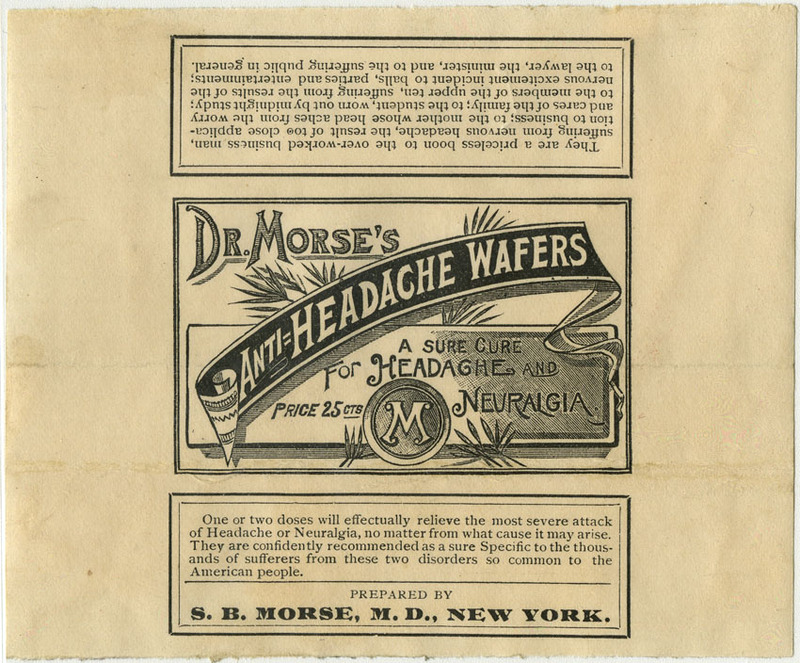 They are a priceless boon to the over-worked business man,
suffering from nervous headache, the result of too close applica-
tion to business; to the mother whose head aches from the worry
and cares of the family; to the student, worn out by midnight study;
to the members of the upper ten, suffering from the results of the
nervous excitement incident to balls, parties and entertainments;
to the lawyer, the minister, and to the suffering public in general.
DR. MORSE'S
ANTI-HEADACHE WAFERS
A SURE CURE
For HEADACHE AND
PRICE 25 CTS
M
NEURALGIA.
One or two doses will effectually relieve the most severe attack
of Headache or Neuralgia, no matter from what cause it may arise.
They are confidently recommended as a sure Specific to the thous-
ands of sufferers from these two disorders so common to the
American people.
PREPARED BY
S. B. MORSE, M. D., NEW YORK.